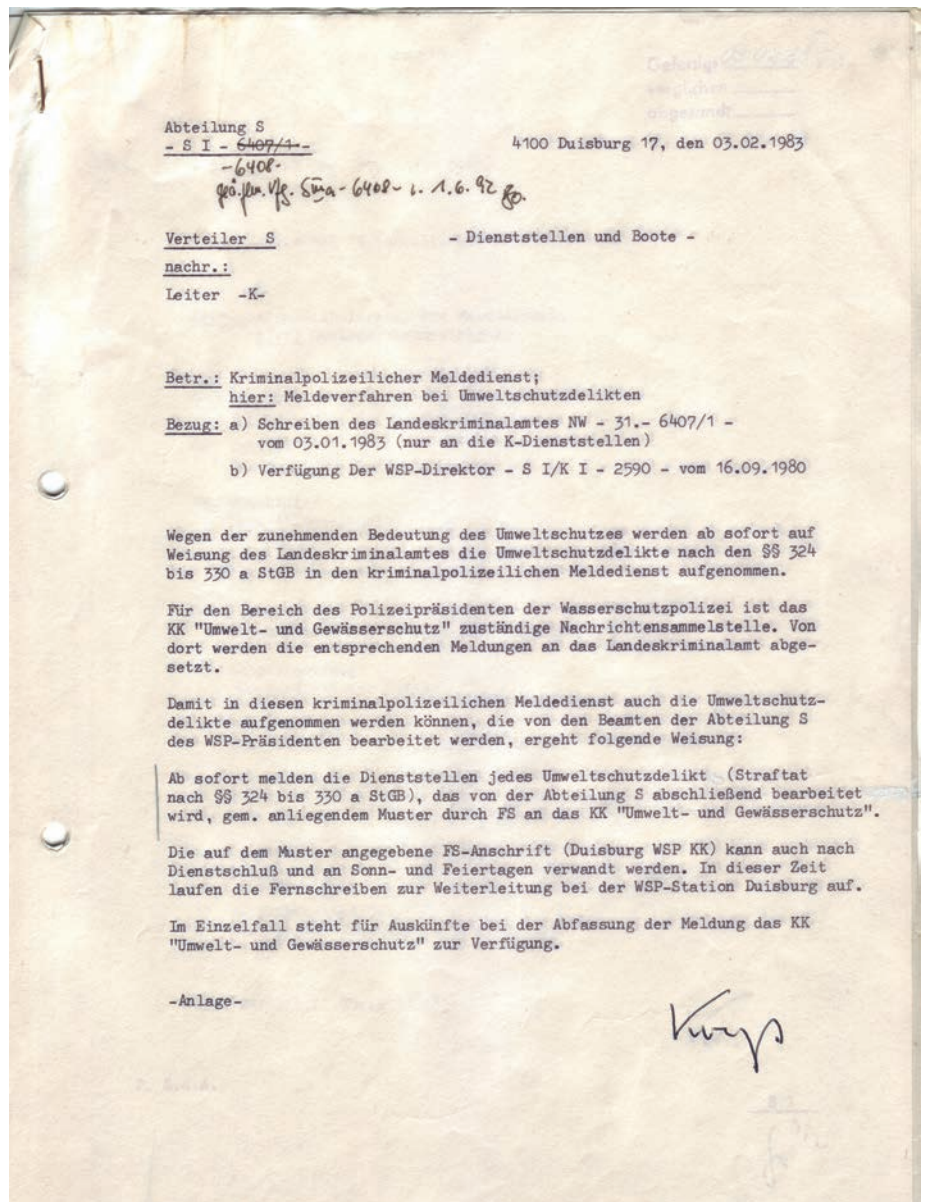 Gefertigt
verglichen
abgesandt
Abteilung S
- S I - 6407/1 -
-6408-
geä. gem. Vfg. - 6408 - v. 1.6.92
4100 Duisburg 17, den 03.02.1983
Verteiler S - Dienststellen und Boote -
nachr.:
Leiter -K-
Betr.: Kriminalpolizeilicher Meldedienst;
hier: Meldeverfahren bei Umweltschutzdelikten
Bezug: a) Schreiben des Landeskriminalamtes NW - 31.- 6407/1 -
vom 03.01.1983 (nur an die K-Dienststellen)
b) Verfügung Der WSP-Direktor - S I/K I - 2590 - vom 16.09.1980
Wegen der zunehmenden Bedeutung des Umweltschutzes werden ab sofort auf
Weisung des Landeskriminalamtes die Umweltschutzdelikte nach den §§ 324
bis 330 a StGB in den kriminalpolizeilichen Meldedienst aufgenommen.
Für den Bereich des Polizeipräsidenten der Wasserschutzpolizei ist das
KK "Umwelt- und Gewässerschutz" zuständige Nachrichtensammelstelle. Von
dort werden die entsprechenden Meldungen an das Landeskriminalamt abge-
setzt.
Damit in diesen kriminalpolizeilichen Meldedienst auch die Umweltschutz-
delikte aufgenommen werden können, die von den Beamten der Abteilung S
des WSP-Präsidenten bearbeitet werden, ergeht folgende Weisung:
Ab sofort melden die Dienststellen jedes Umweltschutzdelikt (Straftat
nach §§ 324 bis 330 a StGB), das von der Abteilung S abschließend bearbeitet
wird, gem. anliegendem Muster durch FS an das KK "Umwelt- und Gewässerschutz".
Die auf dem Muster angegebene FS-Anschrift (Duisburg WSP KK) kann auch nach
Dienstschluß und an Sonn- und Feiertagen verwandt werden. In dieser Zeit
laufen die Fernschreiben zur Weiterleitung bei der WSP-Station Duisburg auf.
Im Einzelfall steht für Auskünfte bei der Abfassung der Meldung das KK
"Umwelt- und Gewässerschutz" zur Verfügung.
-Anlage-